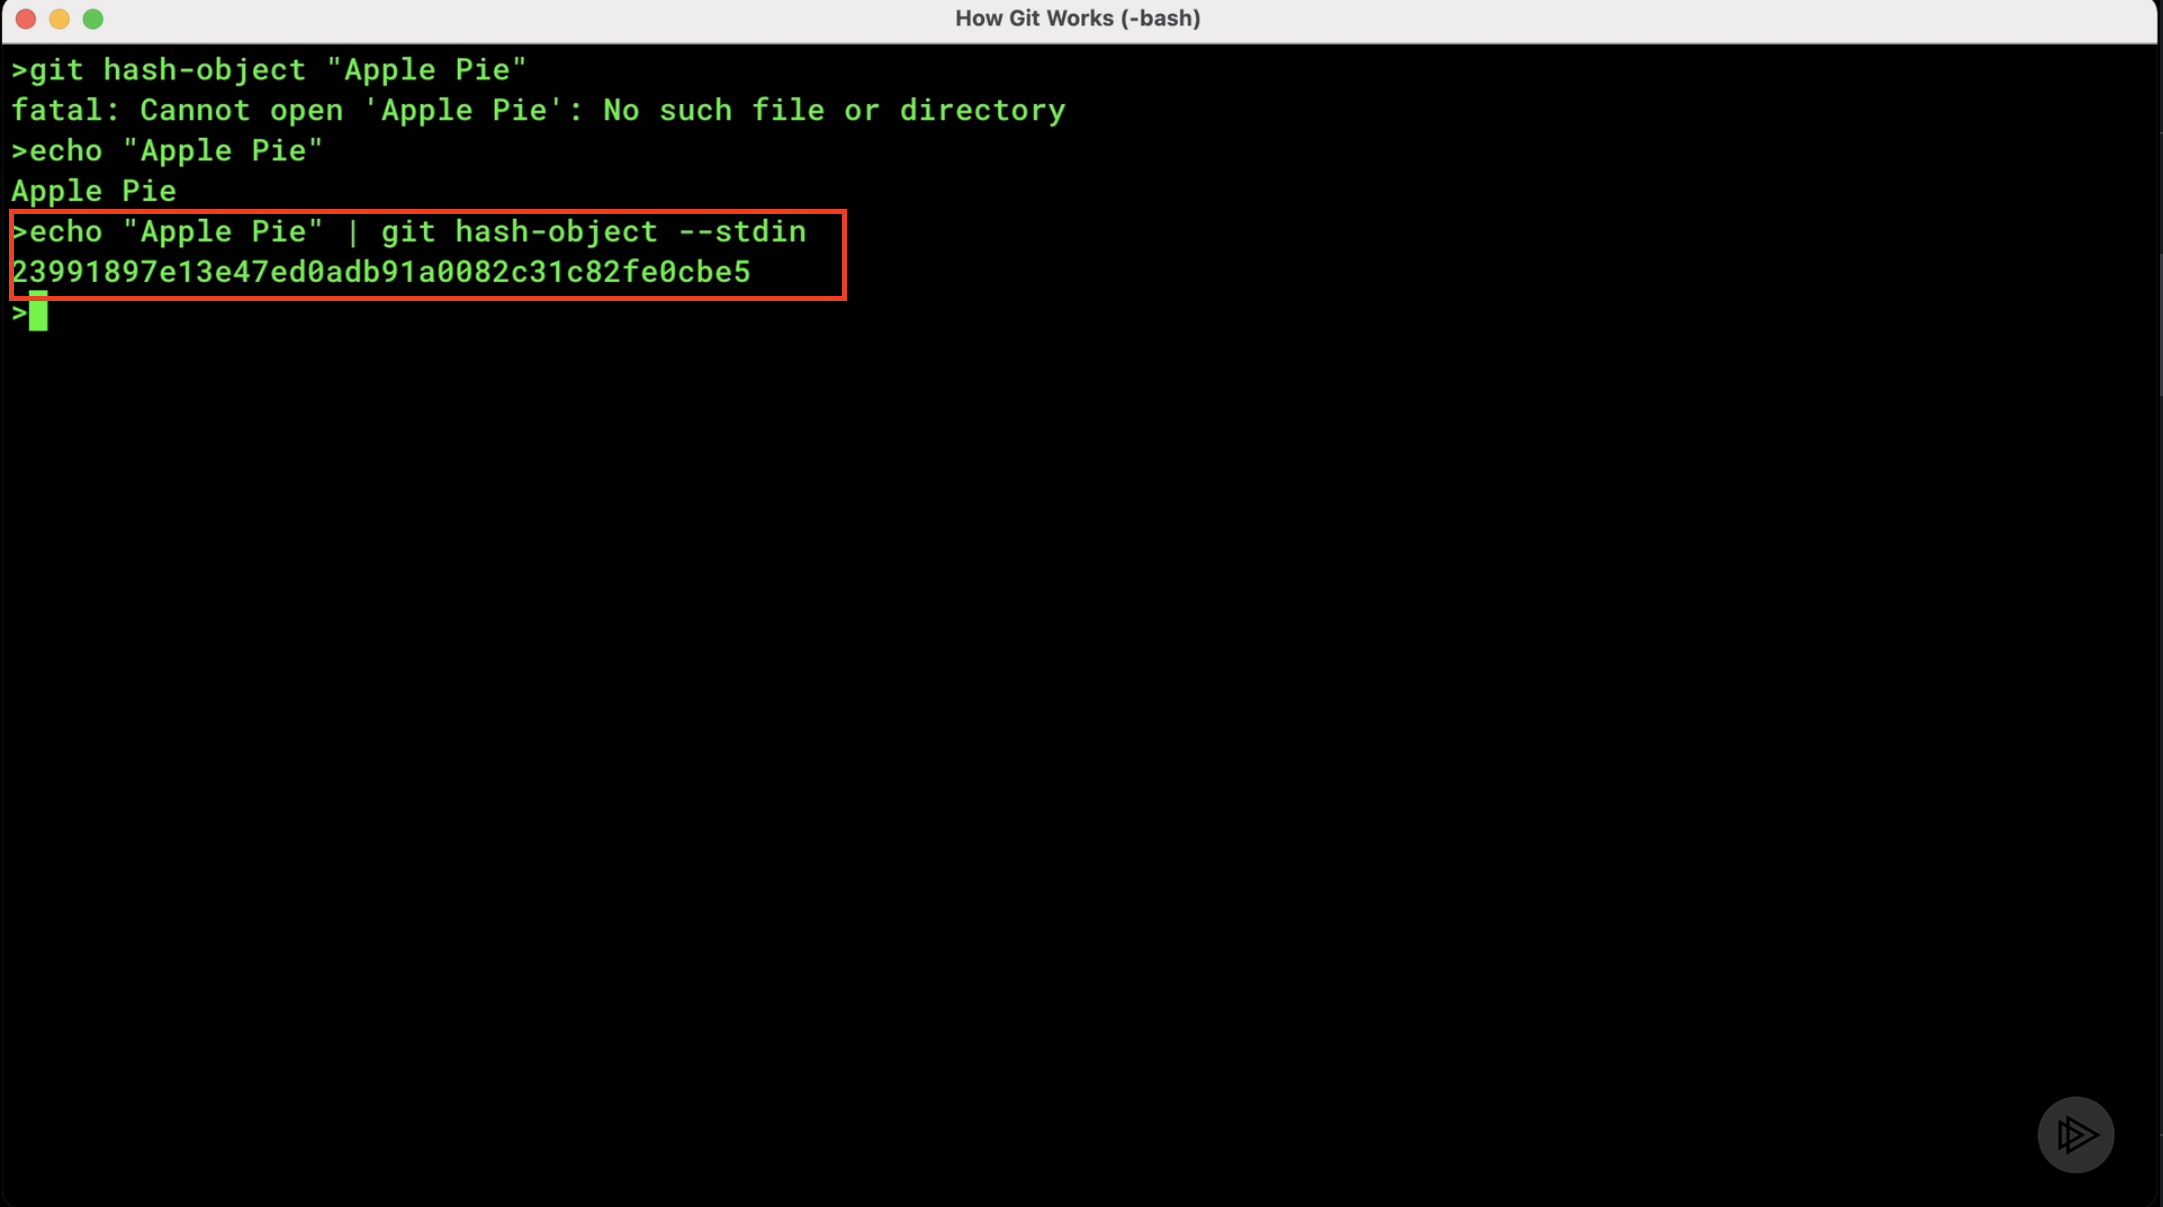 How Git Works (-bash)
>git hash-object "Apple Pie"
fatal: Cannot open 'Apple Pie': No such file or directory
>echo "Apple Pie"
Apple Pie
>echo "Apple Pie" | git hash-object --stdin
23991897e13e47ed0adb91a0082c31c82fe0cbe5
>